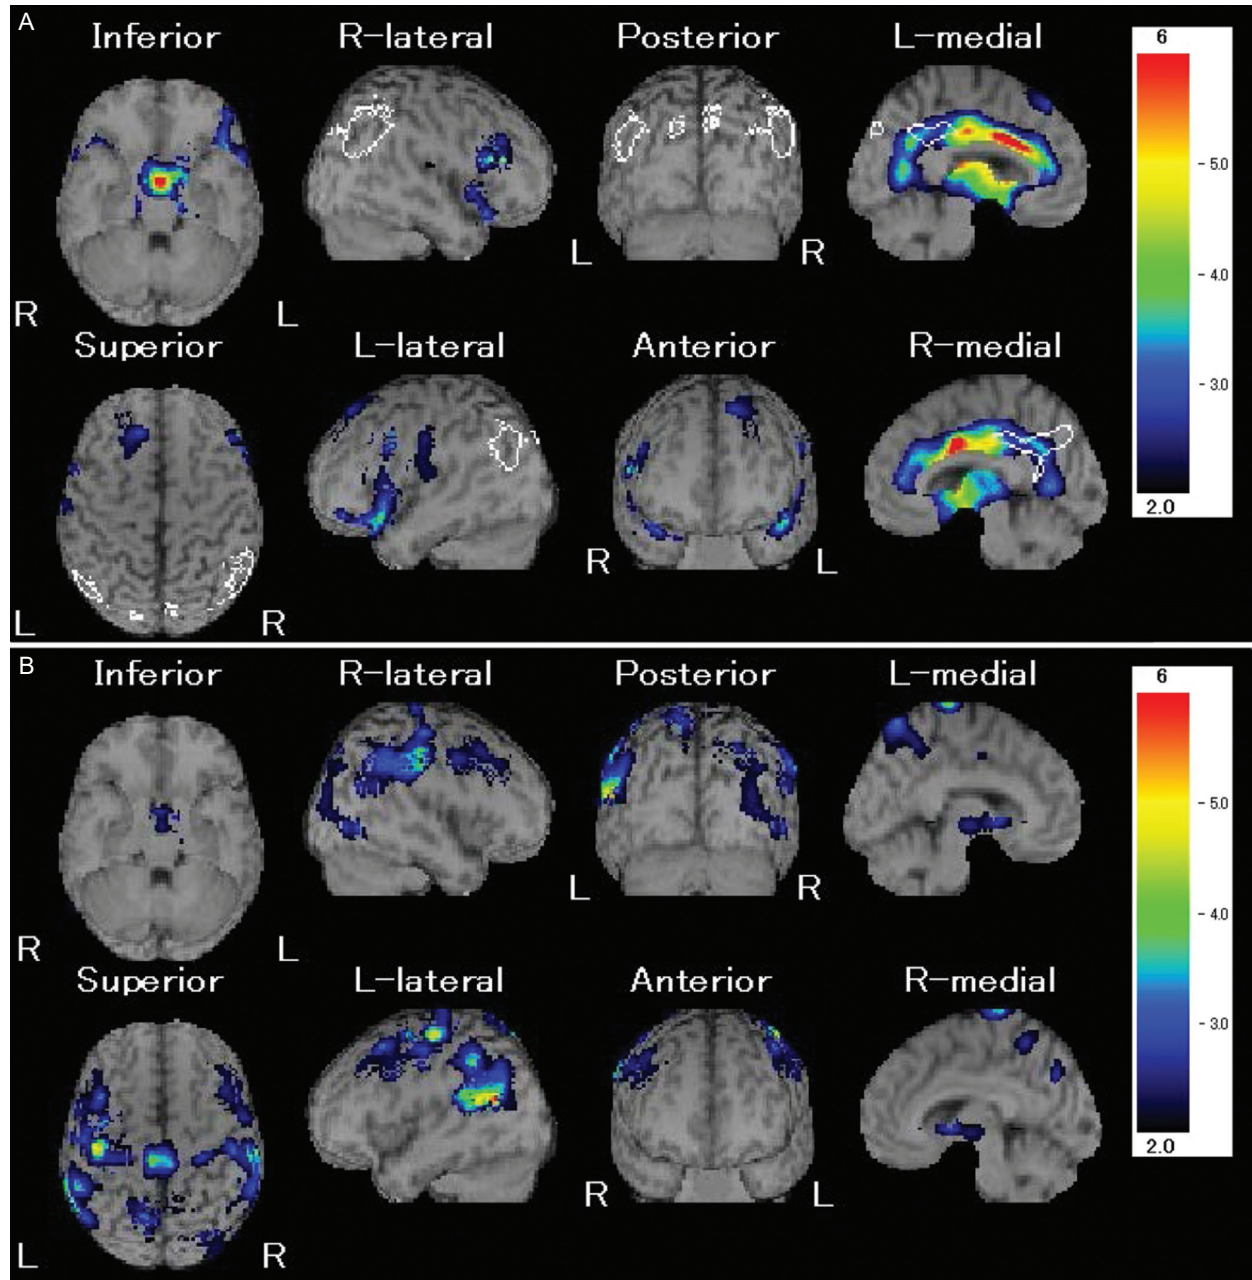 A
Inferior R-lateral Posterior L-medial
6
5.0
4.0
3.0
2.0
L R
R L
Superior L-lateral Anterior R-medial
R L
L R
B
Inferior R-lateral Posterior L-medial
6
5.0
4.0
3.0
2.0
L R
R L
Superior L-lateral Anterior R-medial
R L
L R